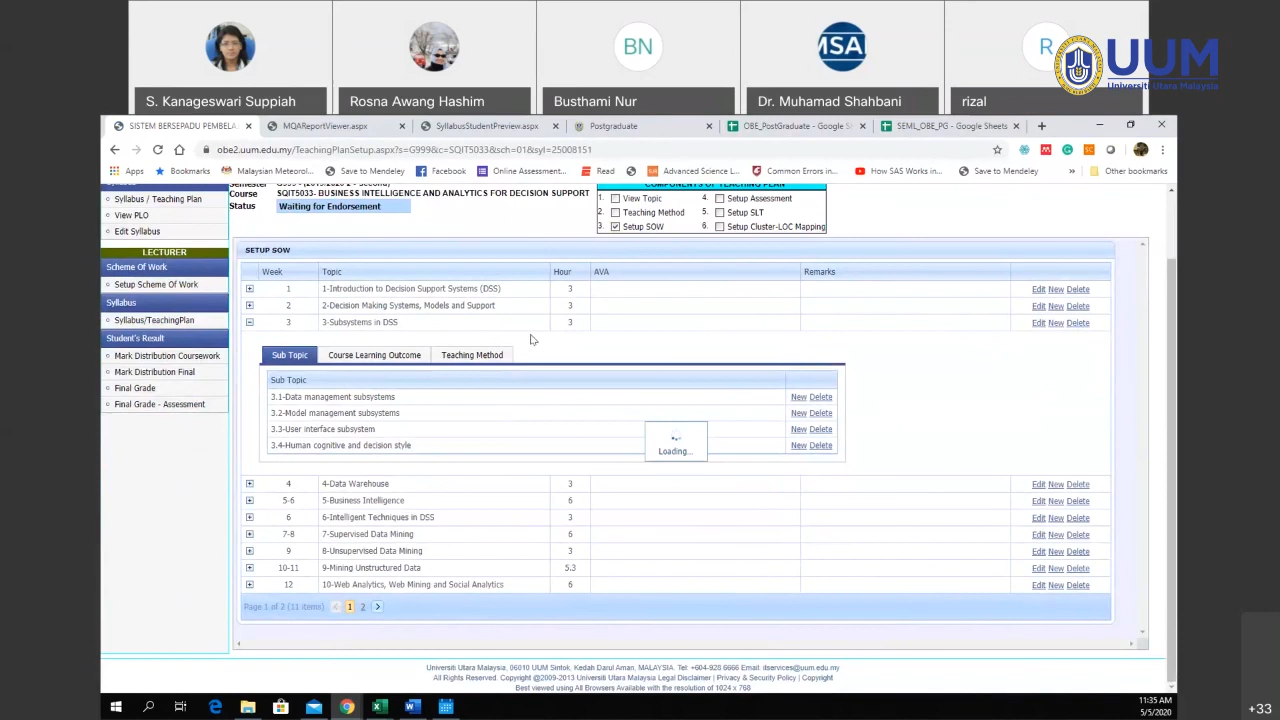 BN
MSA
R
UUM
Universiti Utara Malaysia
S. Kanageswari Suppiah
Rosna Awang Hashim
Busthami Nur
Dr. Muhamad Shahbani
rizal
SISTEM BERSEPADU PEMBELA
MQAReportViewer.aspx
SyllabusStudentPreview.aspx
Postgraduate
OBE_PostGraduate - Google S
SEML_OBE_PG - Google Sheets
obe2.uum.edu.my/TeachingPlanSetup.aspx?s=G999&c=SQIT5033&sch=01&syl=25008151
Apps
Bookmarks
Malaysian Meteorol...
Facebook
Online Assessment...
Read
Advanced Science L...
Common Errors in...
How SAS Works in...
Decision Modeling u...
»
Other bookmarks
Syllabus / Teaching Plan
View PLO
Edit Syllabus
LECTURER
Scheme Of Work
Setup Scheme Of Work
Syllabus
Syllabus/TeachingPlan
Student's Result
Mark Distribution Coursework
Mark Distribution Final
Final Grade
Final Grade - Assessment
Course SQIT5033- BUSINESS INTELLIGENCE AND ANALYTICS FOR DECISION SUPPORT
Status Waiting for Endorsement
COMPONENTS OF TEACHING PLAN
1. View Topic 4. Setup Assessment
2. Teaching Method 5. Setup SLT
3. Setup SOW 6. Setup Cluster-LOC Mapping
SETUP SOW
Week Topic Hour AVA Remarks
1 1-Introduction to Decision Support Systems (DSS) 3 Edit New Delete
2 2-Decision Making Systems, Models and Support 3 Edit New Delete
3 3-Subsystems in DSS 3 Edit New Delete
Sub Topic Course Learning Outcome Teaching Method
Sub Topic
3.1-Data management subsystems New Delete
3.2-Model management subsystems New Delete
3.3-User interface subsystem New Delete
3.4-Human cognitive and decision style New Delete
Loading...
4 4-Data Warehouse 3 Edit New Delete
5-6 5-Business Intelligence 6 Edit New Delete
6 6-Intelligent Techniques in DSS 3 Edit New Delete
7-8 7-Supervised Data Mining 6 Edit New Delete
9 8-Unsupervised Data Mining 3 Edit New Delete
10-11 9-Mining Unstructured Data 5.3 Edit New Delete
12 10-Web Analytics, Web Mining and Social Analytics 6 Edit New Delete
Page 1 of 2 (11 items) 1 2
Universiti Utara Malaysia, 06010 UUM Sintok, Kedah Darul Aman, MALAYSIA. Tel: +604-928 6666 Email: itservices@uum.edu.my
All Rights Reserved. Copyright @2009-2013 Universiti Utara Malaysia Legal Disclaimer | Privacy & Security Policy | Copyright
Best viewed using All Browsers Available with the resolution of 1024 x 768
11:35 AM
5/5/2020
+33